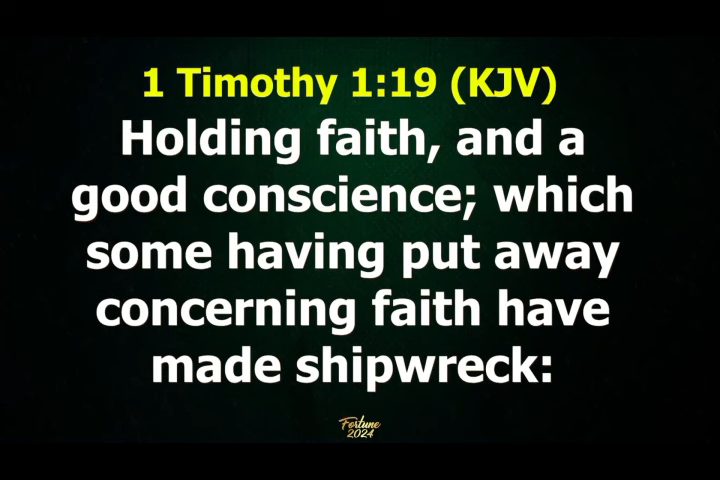 1 Timothy 1:19 (KJV)
Holding faith, and a
good conscience; which
some having put away
concerning faith have
made shipwreck:
Fortune
2024